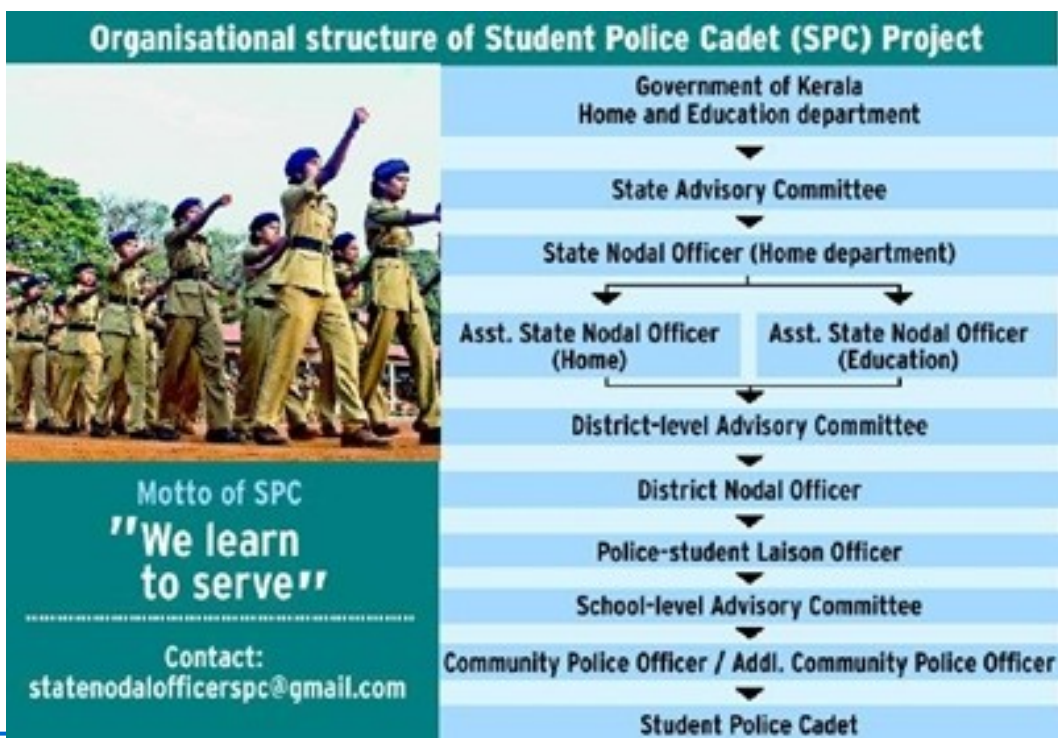 Organisational structure of Student Police Cadet (SPC) Project
Government of Kerala
Home and Education department
State Advisory Committee
State Nodal Officer (Home department)
Asst. State Nodal Officer
(Home)
Asst. State Nodal Officer
(Education)
District-level Advisory Committee
District Nodal Officer
Police-student Liaison Officer
School-level Advisory Committee
Community Police Officer / Addl. Community Police Officer
Student Police Cadet
Motto of SPC
"We learn
to serve"
Contact:
statenodalofficerspc@gmail.com